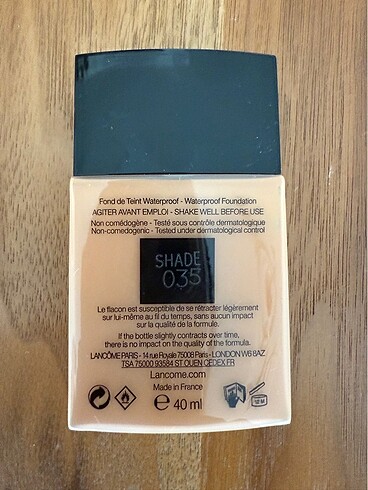 Fond de Teint Waterproof - Waterproof Foundation
AGITER AVANT EMPLOI - SHAKE WELL BEFORE USE
Non comédogène - Testé sous contrôle dermatologique
Non-comedogenic - Tested under dermatological control
SHADE
035
Le flacon est susceptible de se rétracter légèrement
sur lui-même au fil du temps, sans aucun impact
sur la qualité de la formule.
If the bottle slightly contracts over time,
there is no impact on the quality of the formula.
LANCÔME PARIS - 14 rue Royale 75008 Paris - LONDON W6 8AZ
TSA 75000 93584 ST OUEN CEDEX FR
Lancome.com
Made in France
e 40 ml